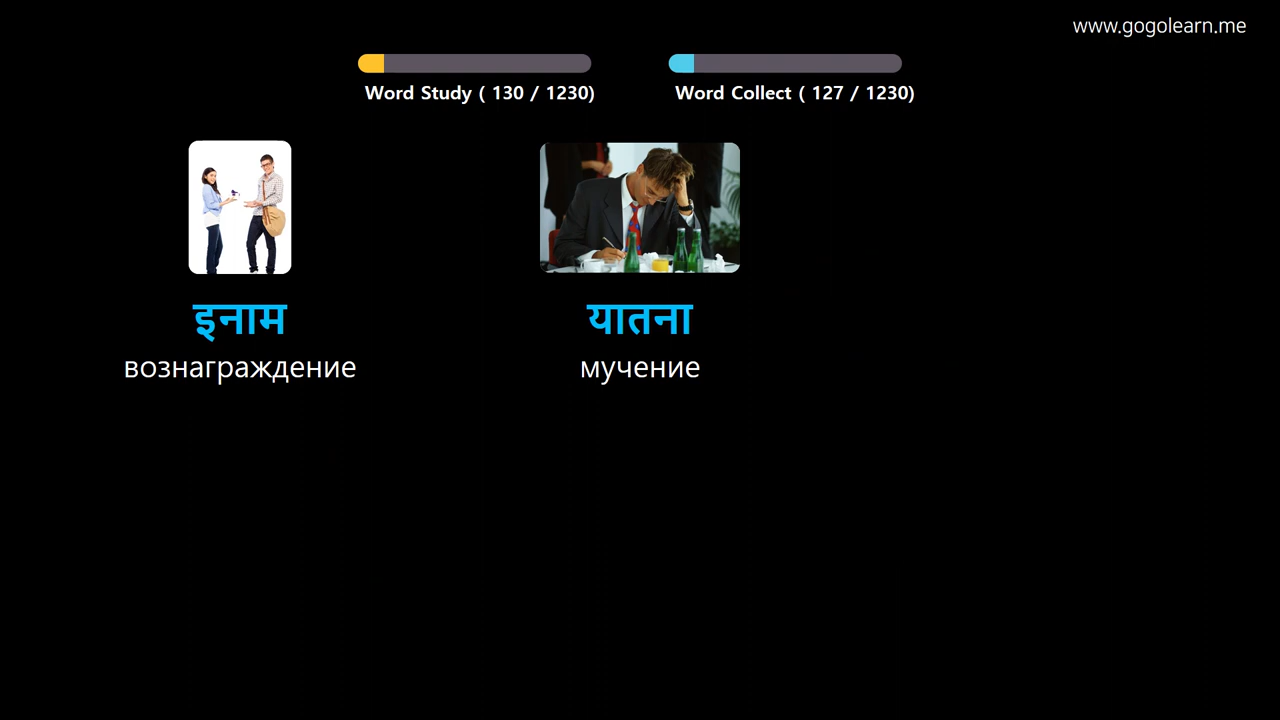 www.gogolearn.me
Word Study ( 130 / 1230)
Word Collect ( 127 / 1230)
इनाम
यातना
вознаграждение
мучение